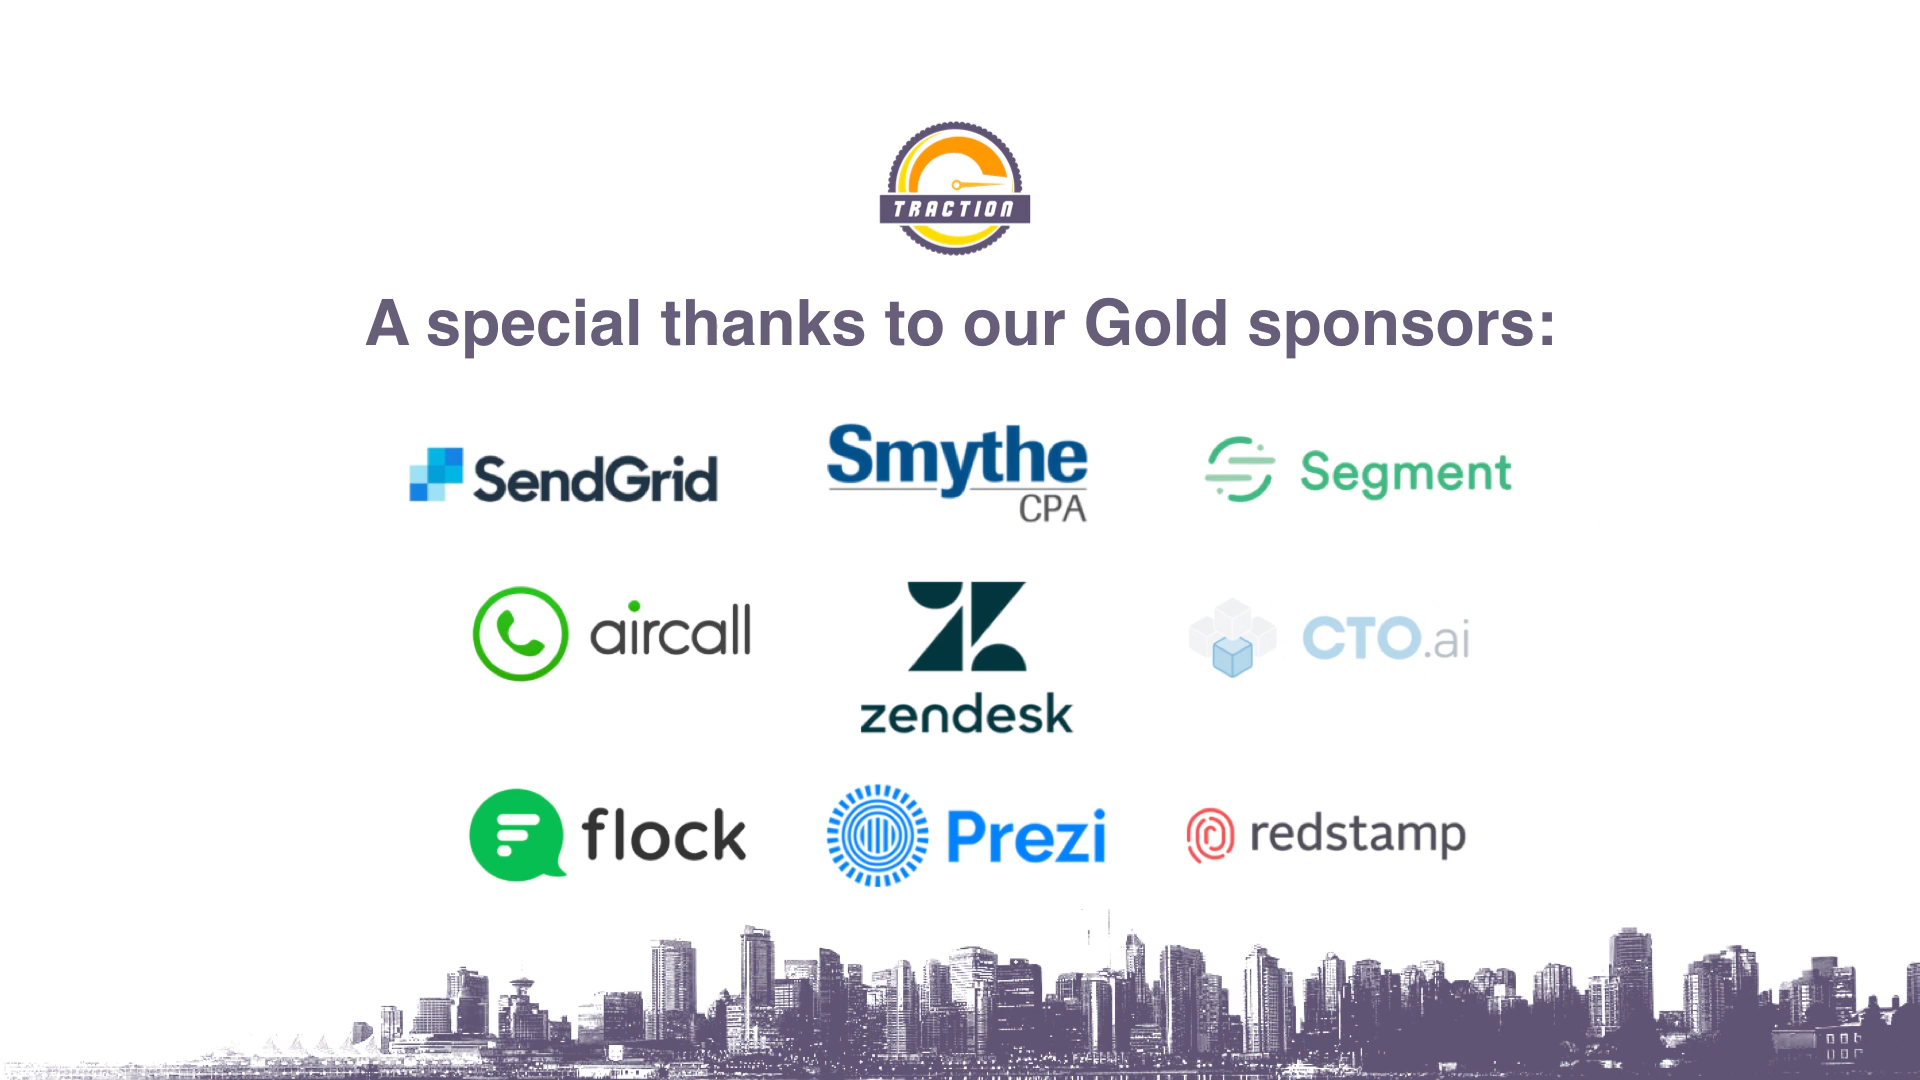 TRACTION
A special thanks to our Gold sponsors:
SendGrid
Smythe
CPA
Segment
aircall
zendesk
CTO.ai
flock
Prezi
redstamp